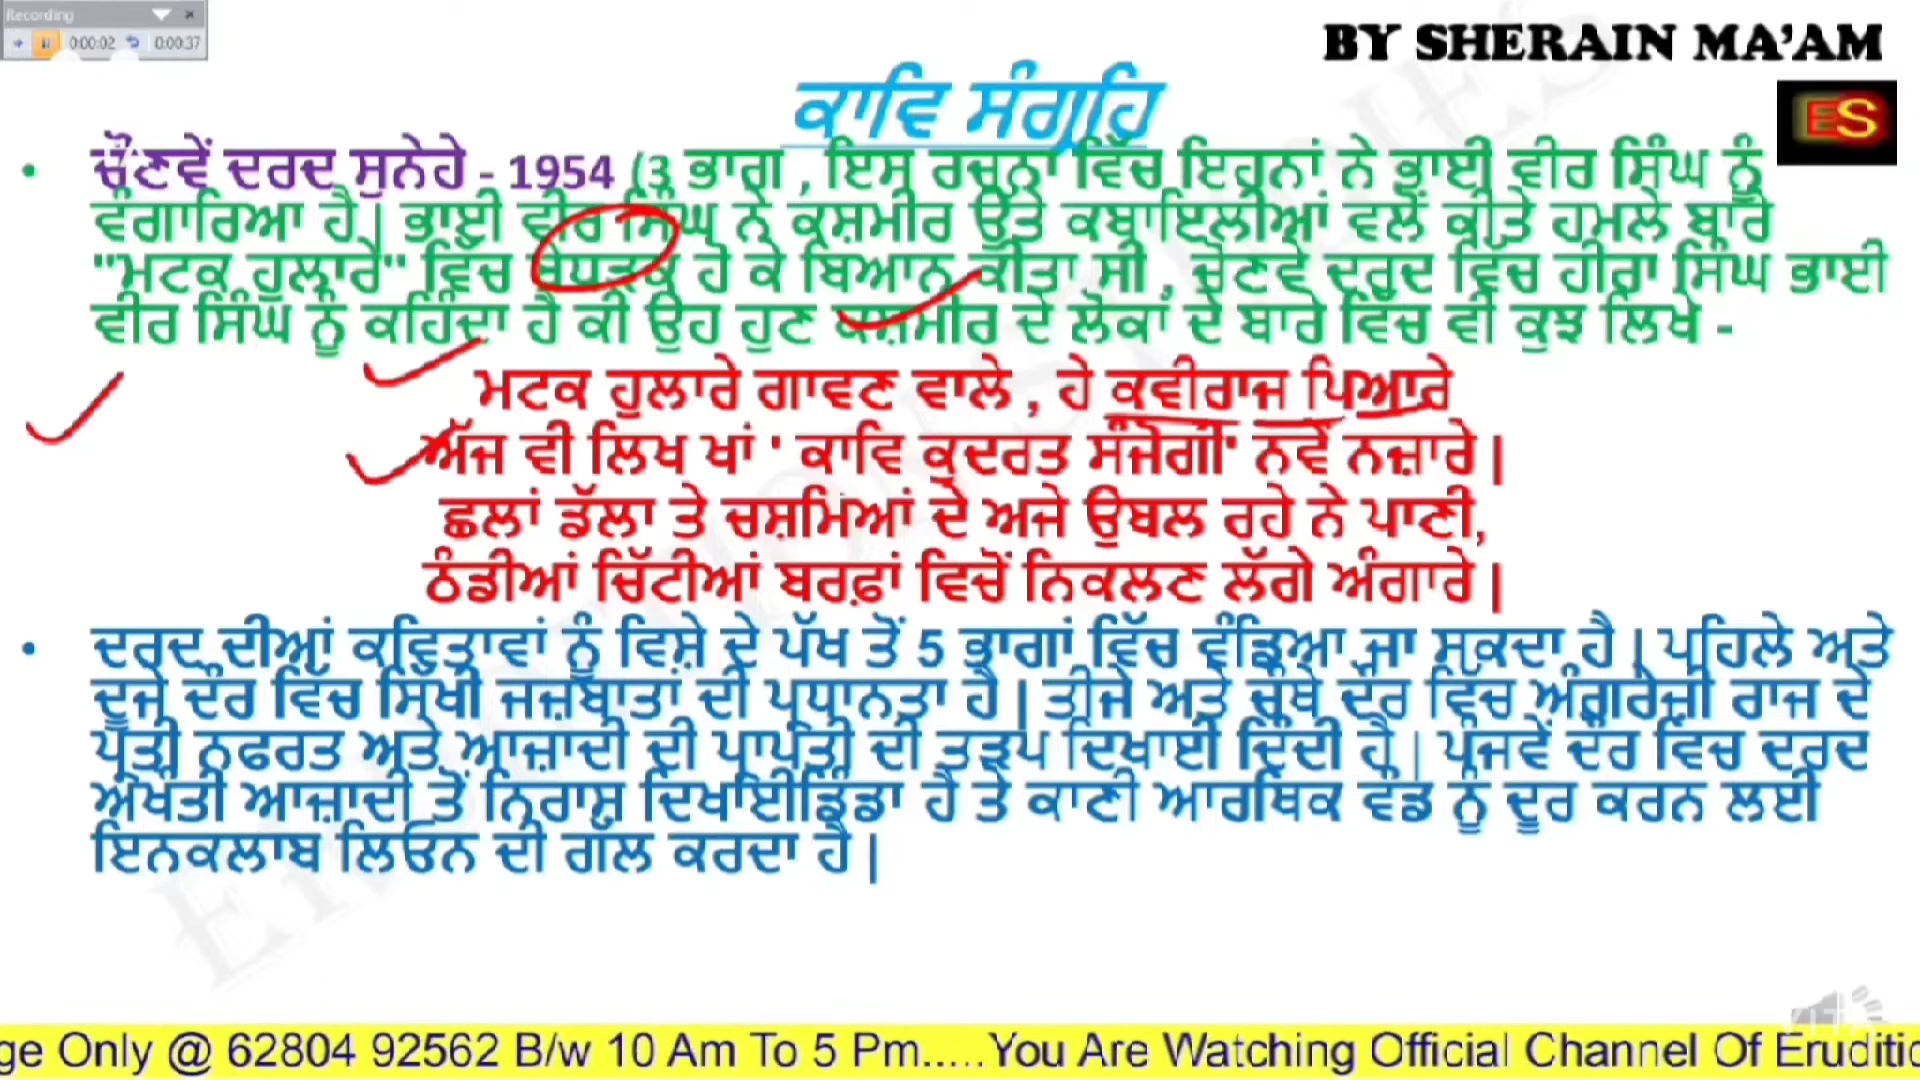 Recording
0:00:02 0:00:37
BY SHERAIN MA'AM
ES
ਕਾਵਿ ਸੰਗ੍ਰਹਿ
• ਚੌਣਵੇਂ ਦਰਦ ਸੁਨੇਹੇ - 1954 (3 ਭਾਗ , ਇਸ ਰਚਨਾ ਵਿੱਚ ਇਹਨਾਂ ਨੇ ਭਾਈ ਵੀਰ ਸਿੰਘ ਨੂੰ
ਵੰਗਾਰਿਆ ਹੈ | ਭਾਈ ਵੀਰ ਸਿੰਘ ਨੇ ਕਸ਼ਮੀਰ ਉੱਤੇ ਕਬਾਇਲੀਆਂ ਵਲੋਂ ਕੀਤੇ ਹਮਲੇ ਬਾਰੇ
"ਮਟਕ ਹੁਲਾਰੇ" ਵਿੱਚ ਬੇਧੜਕ ਹੋ ਕੇ ਬਿਆਨ ਕੀਤਾ ਸੀ , ਚੋਣਵੇ ਦਰਦ ਵਿੱਚ ਹੀਰਾ ਸਿੰਘ ਭਾਈ
ਵੀਰ ਸਿੰਘ ਨੂੰ ਕਹਿੰਦਾ ਹੈ ਕੀ ਉਹ ਹੁਣ ਕਸ਼ਮੀਰ ਦੇ ਲੋਕਾਂ ਦੇ ਬਾਰੇ ਵਿੱਚ ਵੀ ਕੁਝ ਲਿਖੇ -
ਮਟਕ ਹੁਲਾਰੇ ਗਾਵਣ ਵਾਲੇ , ਹੇ ਕਵੀਰਾਜ ਪਿਆਰੇ
ਅੱਜ ਵੀ ਲਿਖ ਖਾਂ ' ਕਾਵਿ ਕੁਦਰਤ ਸੰਜੋਗੀ' ਨਵੇਂ ਨਜ਼ਾਰੇ |
ਛਲਾਂ ਡੱਲਾ ਤੇ ਚਸ਼ਮਿਆਂ ਦੇ ਅਜੇ ਉਬਲ ਰਹੇ ਨੇ ਪਾਣੀ,
ਠੰਡੀਆਂ ਚਿੱਟੀਆਂ ਬਰਫ਼ਾਂ ਵਿਚੋਂ ਨਿਕਲਣ ਲੱਗੇ ਅੰਗਾਰੇ |
• ਦਰਦ ਦੀਆਂ ਕਵਿਤਾਵਾਂ ਨੂੰ ਵਿਸ਼ੇ ਦੇ ਪੱਖ ਤੋਂ 5 ਭਾਗਾਂ ਵਿੱਚ ਵੰਡਿਆ ਜਾ ਸਕਦਾ ਹੈ | ਪਹਿਲੇ ਅਤੇ
ਦੂਜੇ ਦੌਰ ਵਿਚ ਸਿੱਖੀ ਜਜ਼ਬਾਤਾਂ ਦੀ ਪ੍ਰਧਾਨਤਾ ਹੈ | ਤੀਜੇ ਅਤੇ ਚੌਥੇ ਦੌਰ ਵਿੱਚ ਅੰਗਰੇਜ਼ੀ ਰਾਜ ਦੇ
ਪ੍ਰਤੀ ਨਫਰਤ ਅਤੇ ਆਜ਼ਾਦੀ ਦੀ ਪ੍ਰਾਪਤੀ ਦੀ ਤੜਪ ਦਿਖਾਈ ਦਿੰਦੀ ਹੈ | ਪੰਜਵੇਂ ਦੌਰ ਵਿੱਚ ਦਰਦ
ਅੋਖੰਤੀ ਆਜ਼ਾਦੀ ਤੋਂ ਨਿਰਾਸ਼ ਹੈ ਤੇ ਕਾਣੀ ਆਰਥਿਕ ਵੰਡ ਨੂੰ ਦੂਰ ਕਰਨ ਲਈ
ਇਨਕਲਾਬ ਲਿਓਨ ਦੀ ਗੱਲ ਕਰਦਾ ਹੈ |
ge Only @ 62804 92562 B/w 10 Am To 5 Pm.....You Are Watching Official Channel Of Eruditio